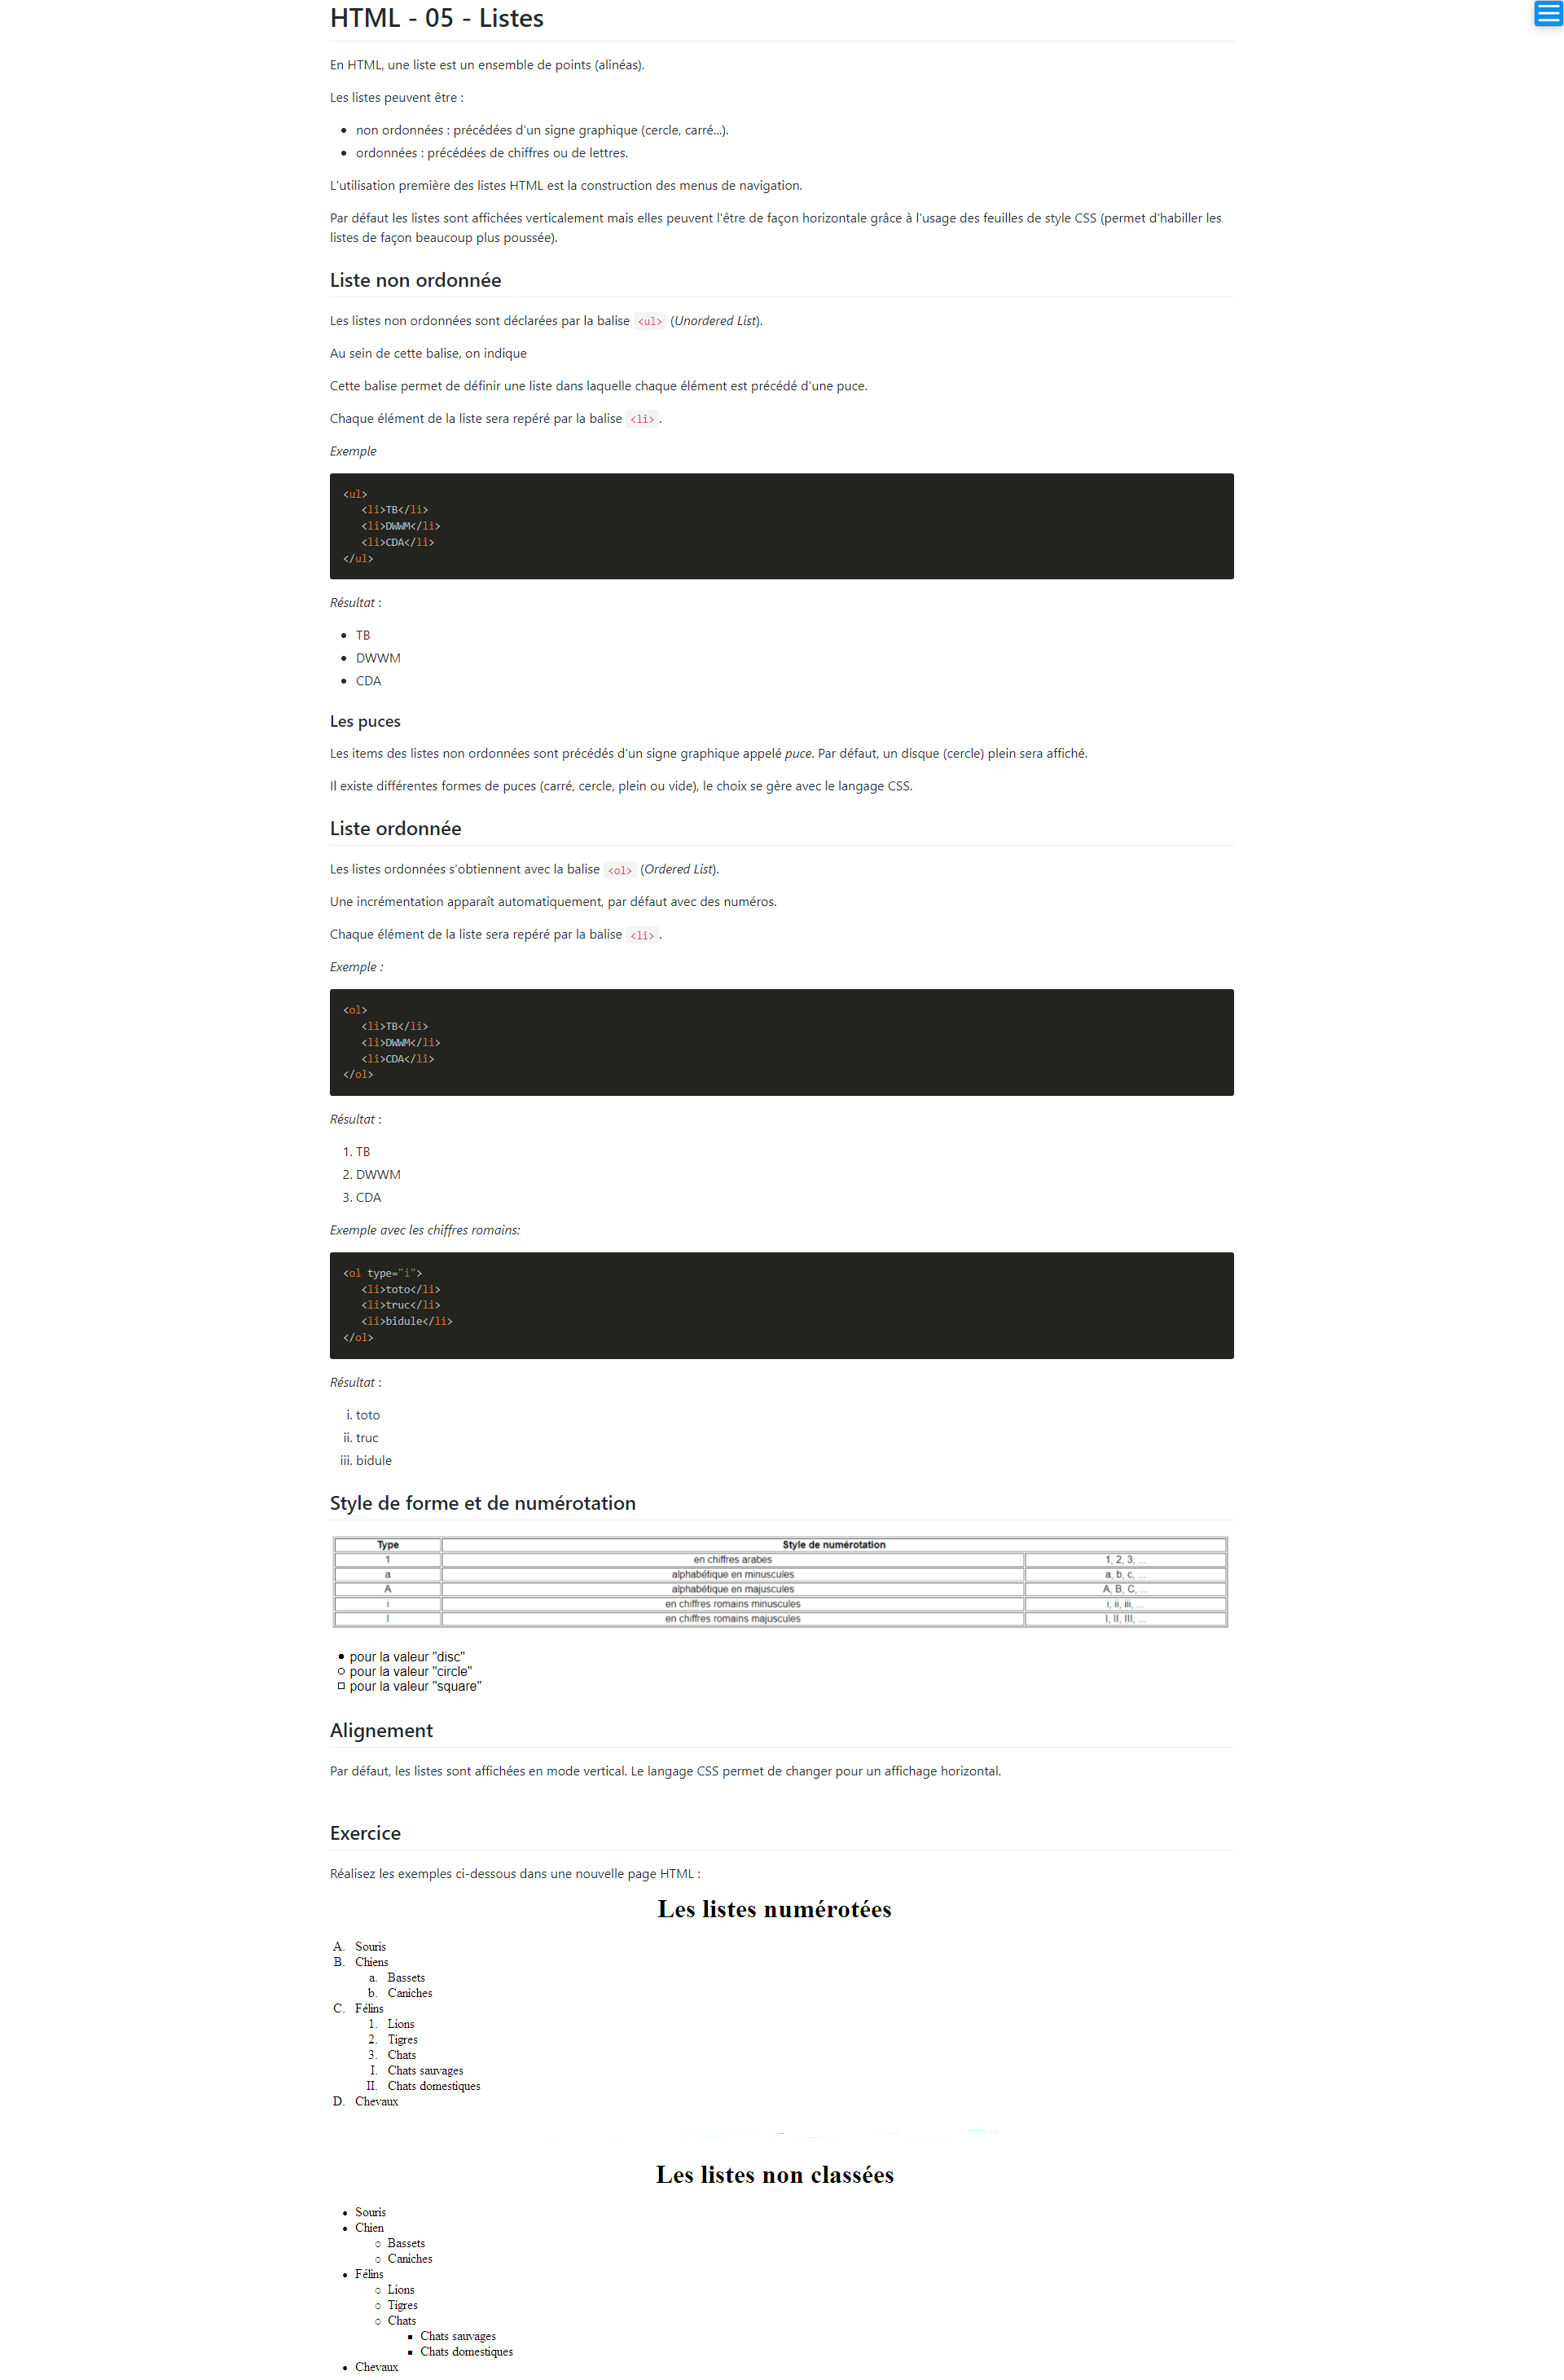 HTML - 05 - Listes
En HTML, une liste est un ensemble de points (alinéas).
Les listes peuvent être :
• non ordonnées : précédées d'un signe graphique (cercle, carré...).
• ordonnées : précédées de chiffres ou de lettres.
L'utilisation première des listes HTML est la construction des menus de navigation.
Par défaut les listes sont affichées verticalement mais elles peuvent l'être de façon horizontale grâce à l'usage des feuilles de style CSS (permet d'habiller les
listes de façon beaucoup plus poussée).
Liste non ordonnée
Les listes non ordonnées sont déclarées par la balise <ul> (Unordered List).
Au sein de cette balise, on indique
Cette balise permet de définir une liste dans laquelle chaque élément est précédé d'une puce.
Chaque élément de la liste sera repéré par la balise <li>.
Exemple
<ul>
<li>TB</li>
<li>DWWM</li>
<li>CDA</li>
</ul>
Résultat :
• TB
• DWWM
• CDA
Les puces
Les items des listes non ordonnées sont précédés d'un signe graphique appelé puce. Par défaut, un disque (cercle) plein sera affiché.
Il existe différentes formes de puces (carré, cercle, plein ou vide), le choix se gère avec le langage CSS.
Liste ordonnée
Les listes ordonnées s'obtiennent avec la balise <ol> (Ordered List).
Une incrémentation apparaît automatiquement, par défaut avec des numéros.
Chaque élément de la liste sera repéré par la balise <li>.
Exemple :
<ol>
<li>TB</li>
<li>DWWM</li>
<li>CDA</li>
</ol>
Résultat :
1. TB
2. DWWM
3. CDA
Exemple avec les chiffres romains:
<ol type="i">
<li>toto</li>
<li>truc</li>
<li>bidule</li>
</ol>
Résultat :
i. toto
ii. truc
iii. bidule
Style de forme et de numérotation
Type Style de numérotation
1 en chiffres arabes 1, 2, 3, ...
a alphabétique en minuscules a, b, c, ...
A alphabétique en majuscules A, B, C, ...
i en chiffres romains minuscules i, ii, iii, ...
I en chiffres romains majuscules I, II, III, ...
● pour la valeur "disc"
○ pour la valeur "circle"
□ pour la valeur "square"
Alignement
Par défaut, les listes sont affichées en mode vertical. Le langage CSS permet de changer pour un affichage horizontal.
Exercice
Réalisez les exemples ci-dessous dans une nouvelle page HTML :
Les listes numérotées
A. Souris
B. Chiens
a. Bassets
b. Caniches
C. Félins
1. Lions
2. Tigres
3. Chats
I. Chats sauvages
II. Chats domestiques
D. Chevaux
Les listes non classées
• Souris
• Chien
○ Bassets
○ Caniches
• Félins
○ Lions
○ Tigres
○ Chats
▪ Chats sauvages
▪ Chats domestiques
• Chevaux